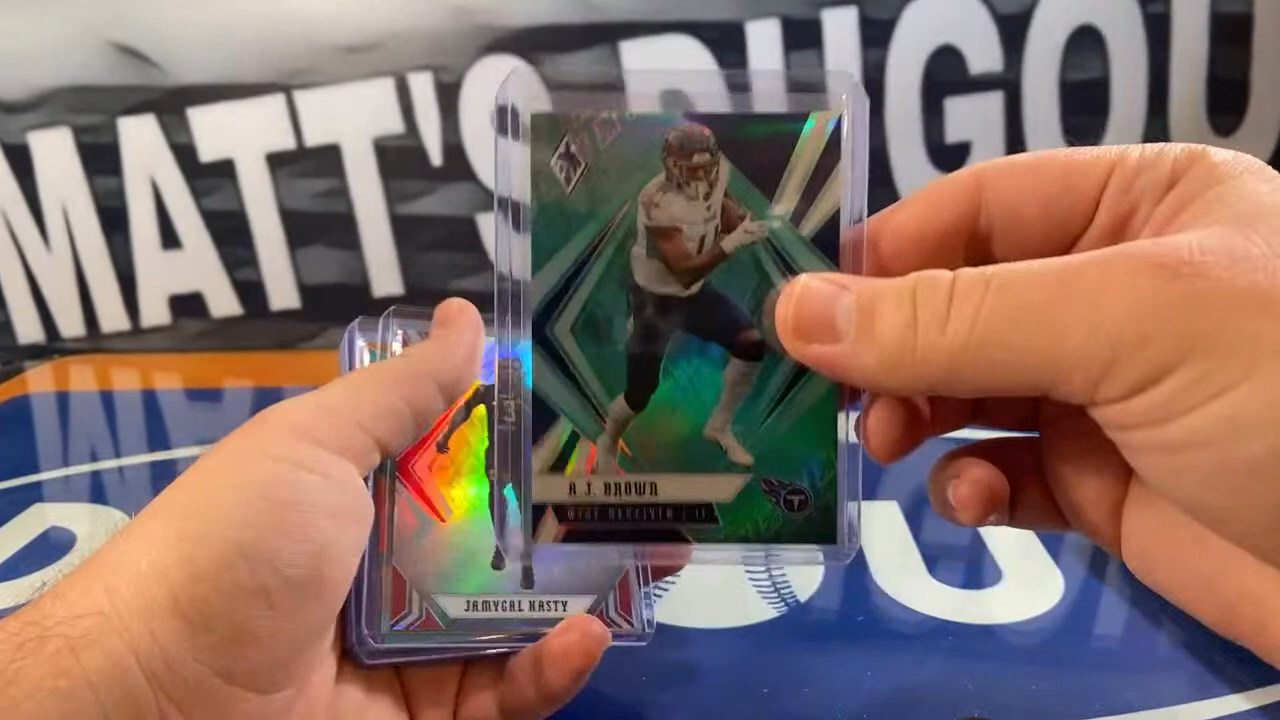 MATT'S DUGOU
A. J. BROWN
WIDE RECEIVER
JAMYCAL HASTY